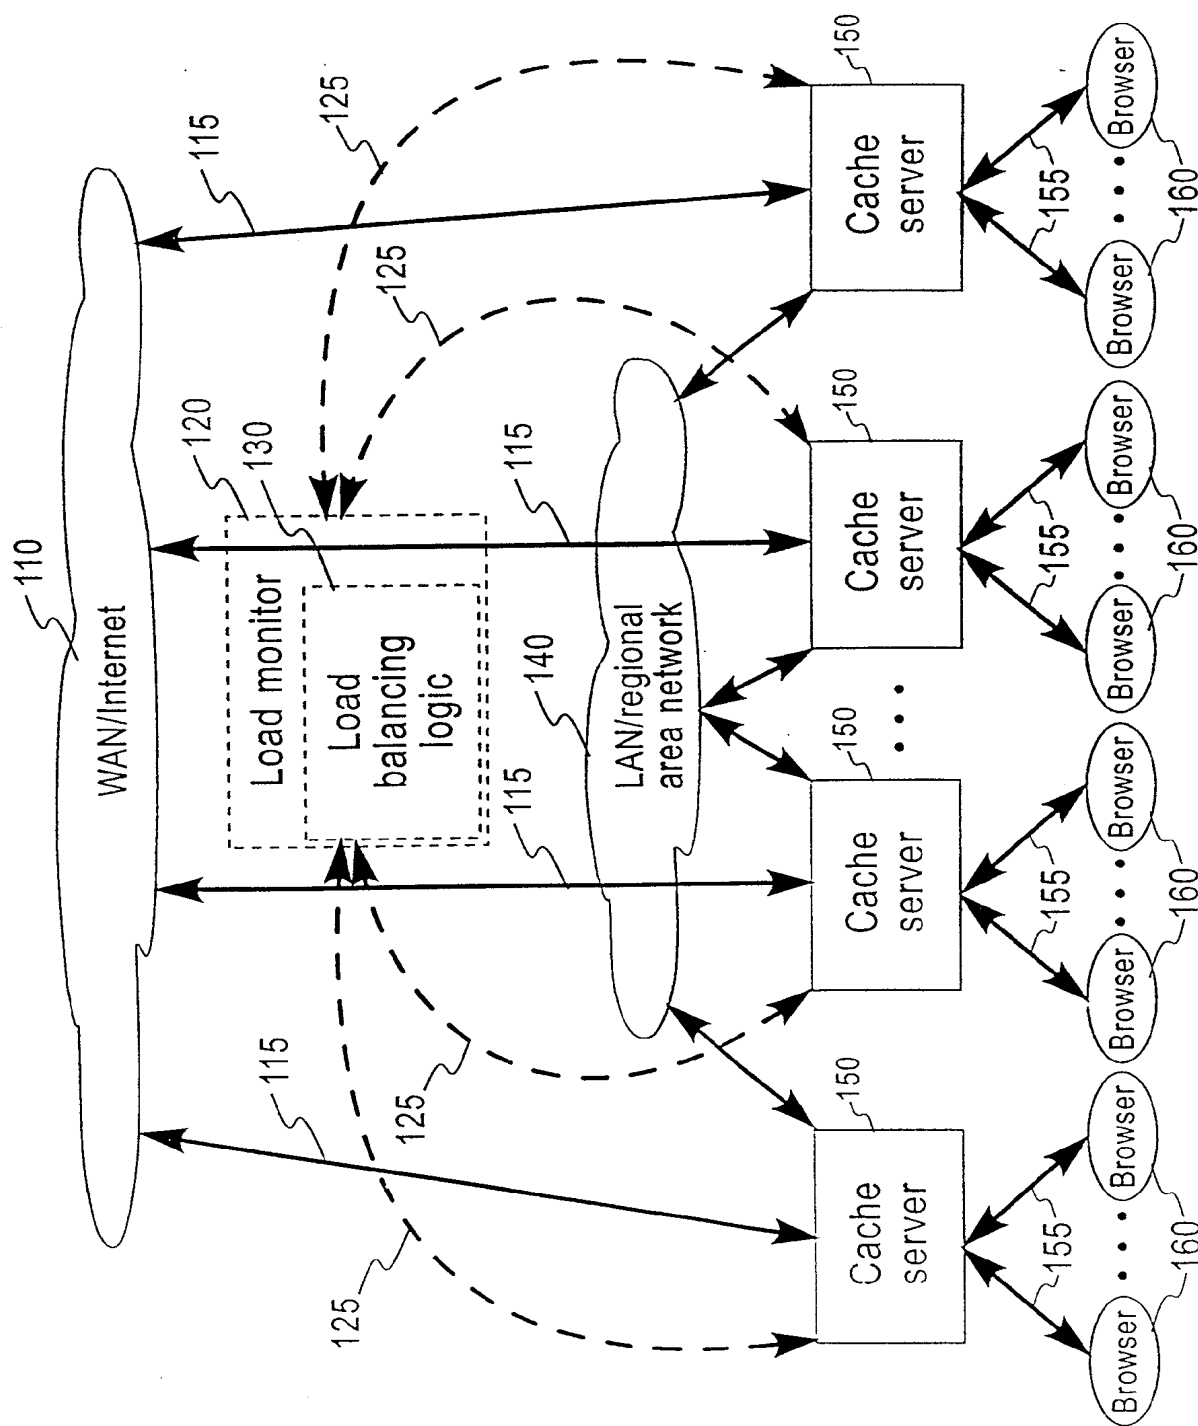 110
WAN/Internet
115
120
115
130
Load monitor
125
125
125
125
Load
balancing
logic
115
115
140
LAN/regional
area network
150
150
150
150
Cache
server
Cache
server
Cache
server
Cache
server
155
155
155
155
Browser
Browser
Browser
Browser
Browser
Browser
Browser
Browser
160
160
160
160